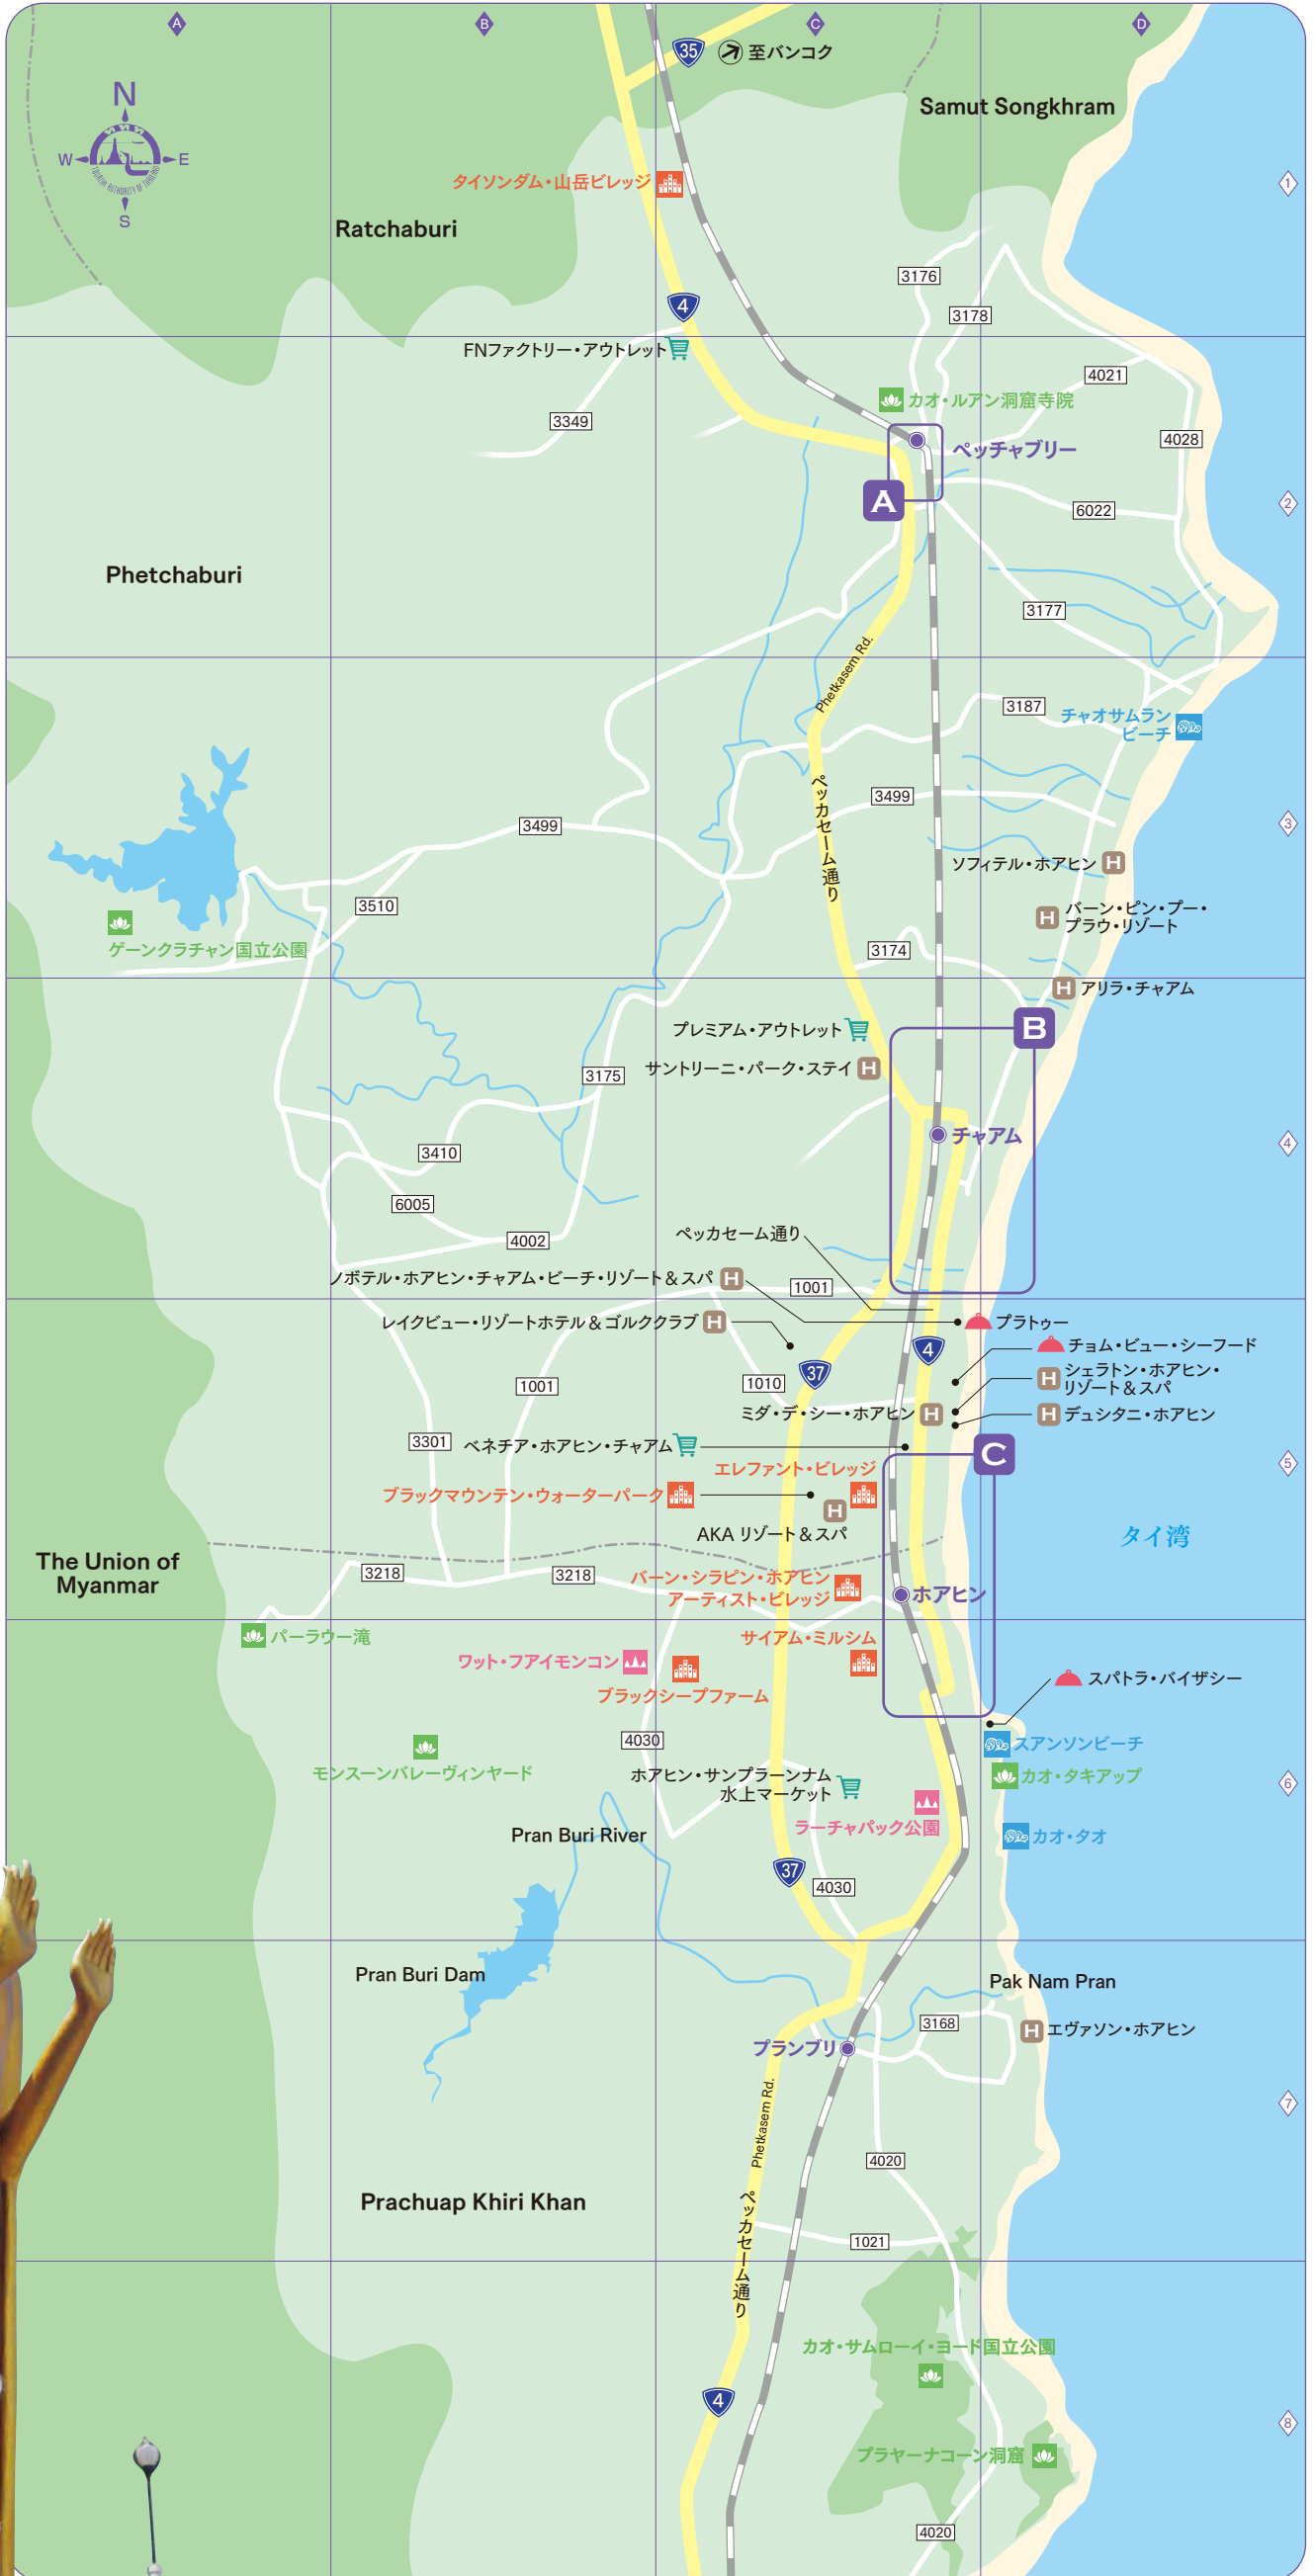 A
B
C
D
35
至バンコク
N
W
E
S
TOURISM AUTHORITY OF THAILAND
Samut Songkhram
タイソンダム・山岳ビレッジ
1
Ratchaburi
3176
4
3178
FNファクトリー・アウトレット
4021
カオ・ルアン洞窟寺院
3349
4028
ペッチャブリー
A
2
6022
Phetchaburi
3177
Phetkasem Rd.
3187
チャオサムラン
ビーチ
ペッカセーム通り
3499
3499
3
ソフィテル・ホアヒン
H
3510
H
バーン・ピン・プー・
プラウ・リゾート
ゲーンクラチャン国立公園
3174
H
アリラ・チャアム
プレミアム・アウトレット
B
サントリーニ・パーク・ステイ
H
3175
チャアム
4
3410
6005
ペッカセーム通り
4002
ノボテル・ホアヒン・チャアム・ビーチ・リゾート&スパ
H
1001
レイクビュー・リゾートホテル&ゴルククラブ
H
プラトゥー
4
チョム・ビュー・シーフード
37
H
シェラトン・ホアヒン・
リゾート&スパ
1001
1010
ミダ・デ・シー・ホアヒン
H
H
デュシタニ・ホアヒン
3301
ベネチア・ホアヒン・チャアム
C
5
エレファント・ビレッジ
ブラックマウンテン・ウォーターパーク
H
AKA リゾート&スパ
タイ湾
The Union of
Myanmar
3218
3218
バーン・シラピン・ホアヒン
アーティスト・ビレッジ
ホアヒン
パーラウー滝
サイアム・ミルシム
ワット・フアイモンコン
ブラックシープファーム
スパトラ・バイザシー
4030
スアンソンビーチ
モンスーンバレーヴィンヤード
ホアヒン・サンプラーンナム
水上マーケット
カオ・タキアップ
6
ラーチャパック公園
Pran Buri River
カオ・タオ
37
4030
Pran Buri Dam
Pak Nam Pran
3168
H
エヴァソン・ホアヒン
プランブリ
Phetkasem Rd.
7
4020
Prachuap Khiri Khan
ペッカセーム通り
1021
カオ・サムローイ・ヨード国立公園
4
8
プラヤーナコーン洞窟
4020